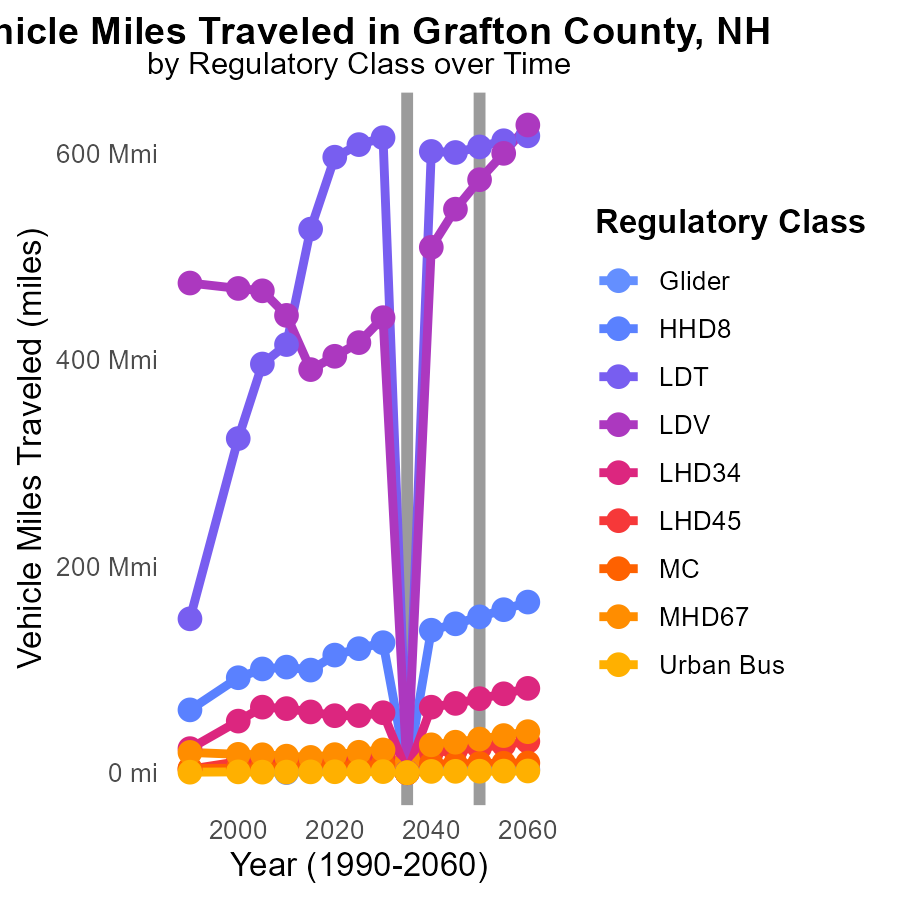 hicle Miles Traveled in Grafton County, NH
by Regulatory Class over Time
Vehicle Miles Traveled (miles)
600 Mmi
400 Mmi
200 Mmi
0 mi
2000 2020 2040 2060
Year (1990-2060)
Regulatory Class
Glider
HHD8
LDT
LDV
LHD34
LHD45
MC
MHD67
Urban Bus